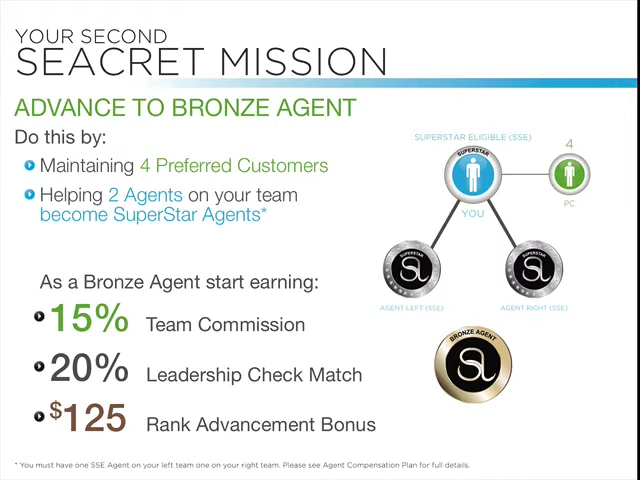 YOUR SECOND
SEACRET MISSION
ADVANCE TO BRONZE AGENT
Do this by:
Maintaining 4 Preferred Customers
Helping 2 Agents on your team
become SuperStar Agents*
SUPERSTAR ELIGIBLE (SSE)
SUPERSTAR
4
PC
YOU
SUPERSTAR
SUPERSTAR
AGENT LEFT (SSE)
AGENT RIGHT (SSE)
As a Bronze Agent start earning:
15% Team Commission
20% Leadership Check Match
$125 Rank Advancement Bonus
BRONZE AGENT
* You must have one SSE Agent on your left team one on your right team. Please see Agent Compensation Plan for full details.